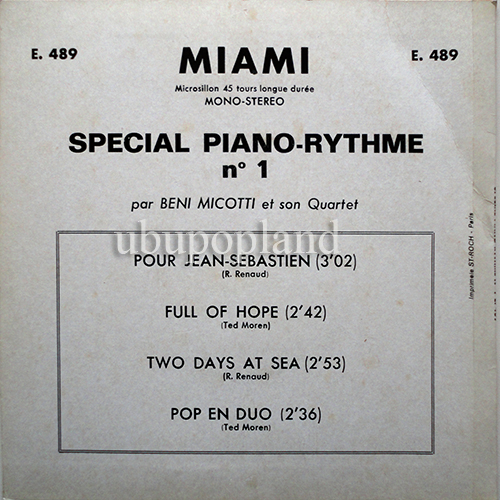 E. 489 MIAMI E. 489
Microsillon 45 tours longue durée
MONO-STEREO
SPECIAL PIANO-RYTHME
n° 1
par BENI MICOTTI et son Quartet
ubupopland
POUR JEAN-SEBASTIEN (3'02)
(R. Renaud)
FULL OF HOPE (2'42)
(Ted Moren)
TWO DAYS AT SEA (2'53)
(R. Renaud)
POP EN DUO (2'36)
(Ted Moren)
Imprimerie ST-ROCH - Paris